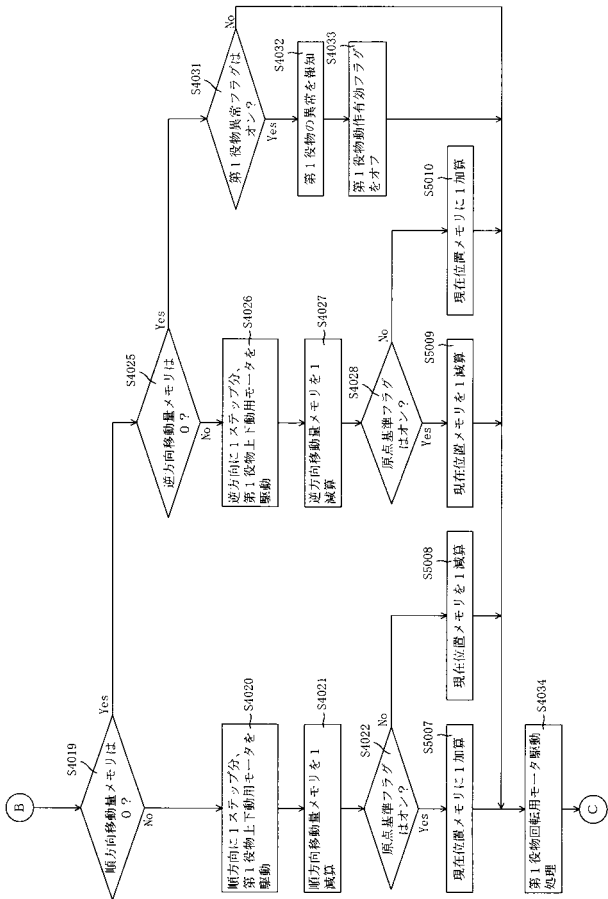 B
S4019
順方向移動量メモリは
0?
Yes
No
S4020
順方向に1ステップ分、
第1役物上下動用モータを
駆動
S4021
順方向移動量メモリを1
減算
S4022
原点基準フラグ
はオン?
No
Yes
S5007
現在位置メモリに1加算
S5008
現在位置メモリを1減算
S4025
逆方向移動量メモリは
0?
Yes
No
S4026
逆方向に1ステップ分、
第1役物上下動用モータを
駆動
S4027
逆方向移動量メモリを1
減算
S4028
原点基準フラグ
はオン?
No
Yes
S5009
現在位置メモリを1減算
S5010
現在位置メモリに1加算
S4031
第1役物異常フラグは
オン?
No
Yes
S4032
第1役物の異常を報知
S4033
第1役物動作有効フラグ
をオフ
S4034
第1役物回転用モータ駆動
処理
C